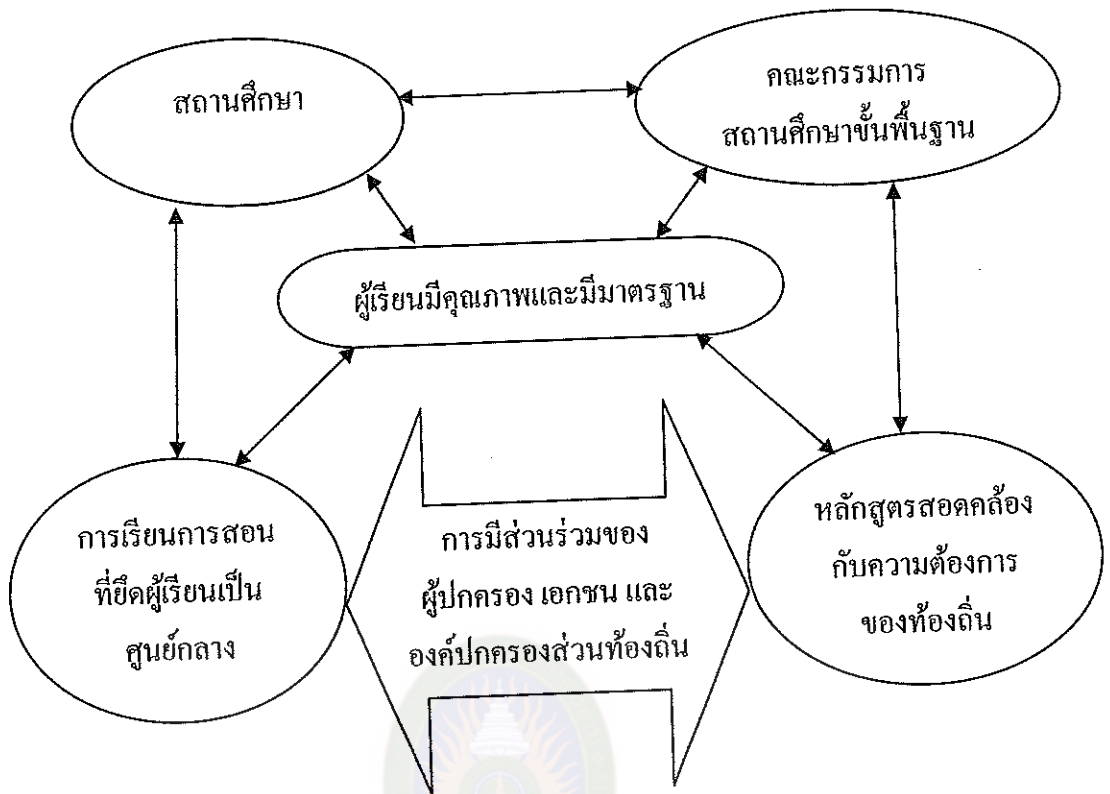 สถานศึกษา
คณะกรรมการ
สถานศึกษาขั้นพื้นฐาน
ผู้เรียนมีคุณภาพและมีมาตรฐาน
การเรียนการสอน
ที่ยึดผู้เรียนเป็น
ศูนย์กลาง
การมีส่วนร่วมของ
ผู้ปกครอง เอกชน และ
องค์ปกครองส่วนท้องถิ่น
หลักสูตรสอดคล้อง
กับความต้องการ
ของท้องถิ่น